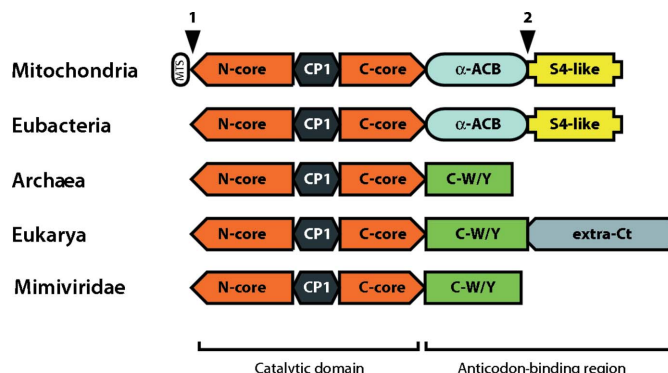 1 2
Mitochondria MTS N-core CP1 C-core α-ACB S4-like
Eubacteria N-core CP1 C-core α-ACB S4-like
Archaea N-core CP1 C-core C-W/Y
Eukarya N-core CP1 C-core C-W/Y extra-Ct
Mimiviridae N-core CP1 C-core C-W/Y
Catalytic domain Anticodon-binding region